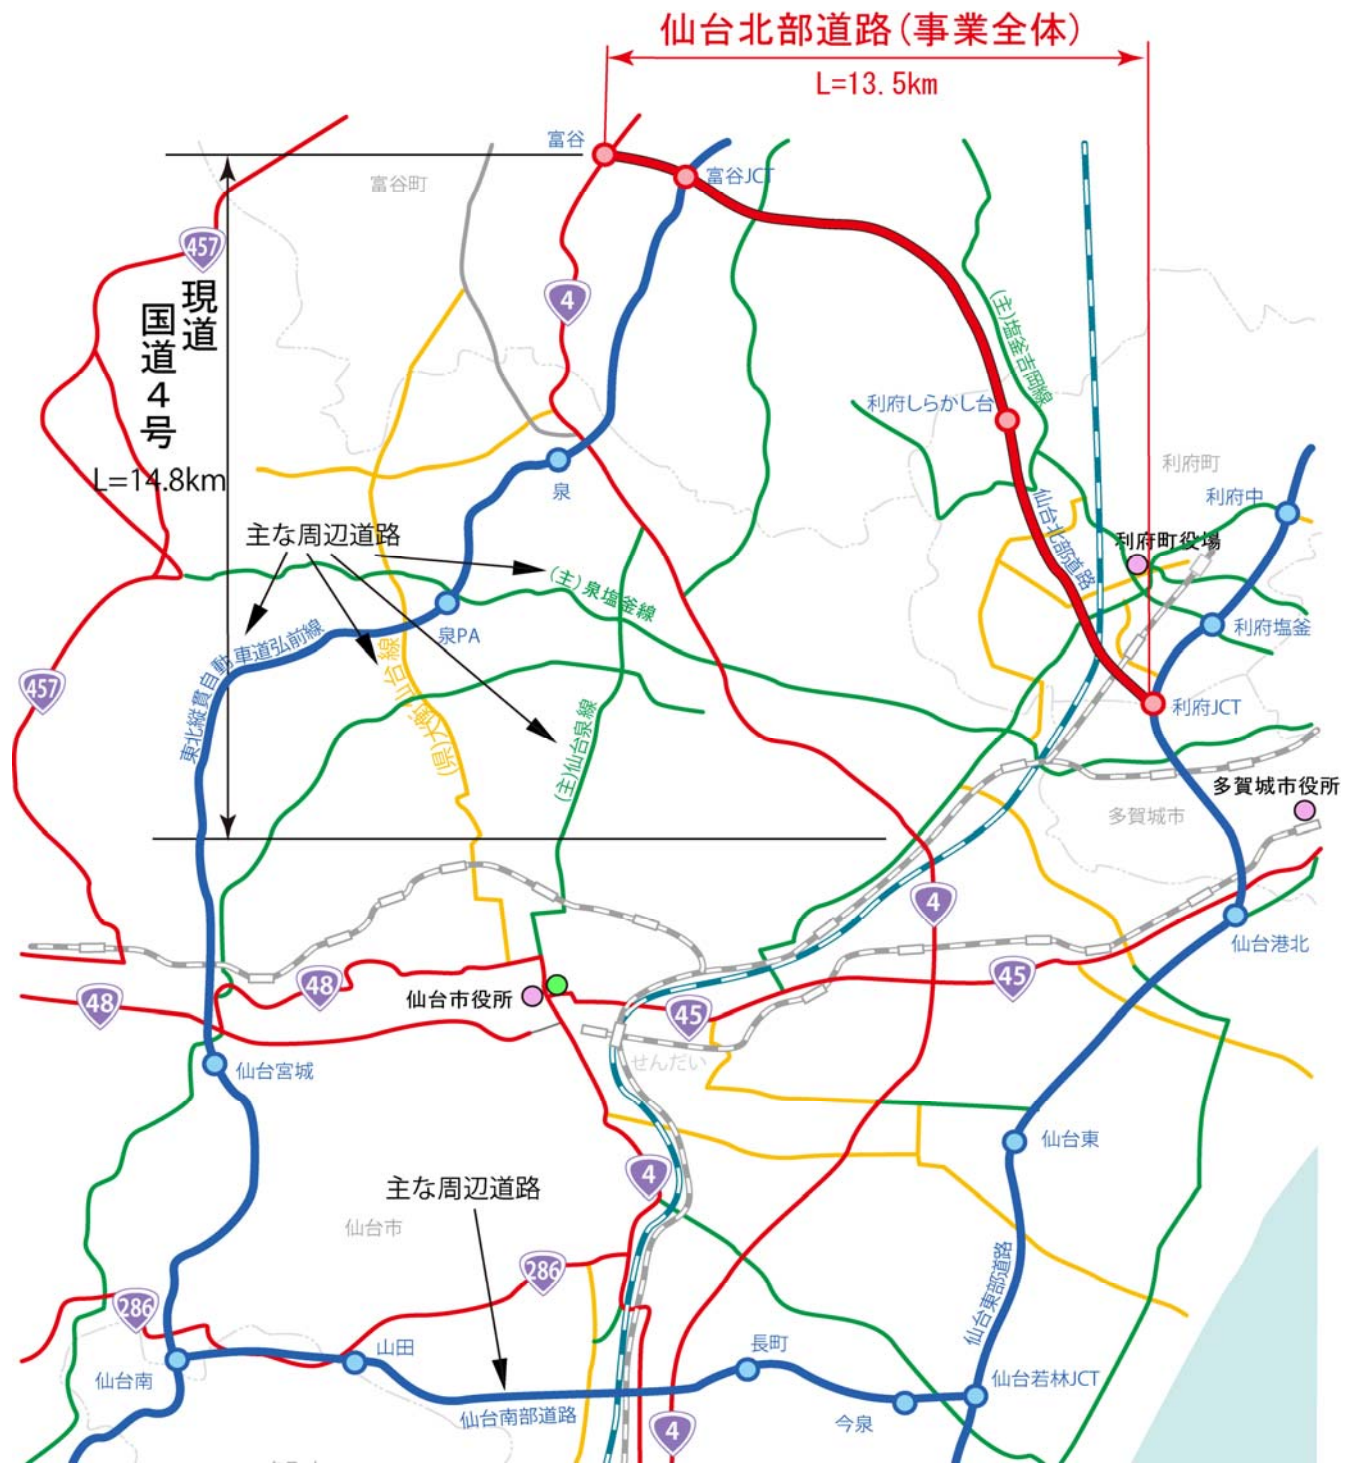 仙台北部道路(事業全体)
L=13.5km
富谷
富谷JCT
富谷町
457
4
現道
国道4号
L=14.8km
(主)塩釜吉岡線
利府しらかし台
利府町
利府中
泉
主な周辺道路
仙台北部道路
利府町役場
(主)泉塩釜線
泉PA
利府塩釜
東北縦貫自動車道弘前線
457
(県)大衡仙台線
(主)仙台泉線
利府JCT
多賀城市役所
多賀城市
4
仙台港北
48
48
仙台市役所
45
45
せんだい
仙台宮城
仙台東
4
主な周辺道路
仙台市
286
286
仙台東部道路
山田
長町
仙台南
仙台若林JCT
仙台南部道路
今泉
4